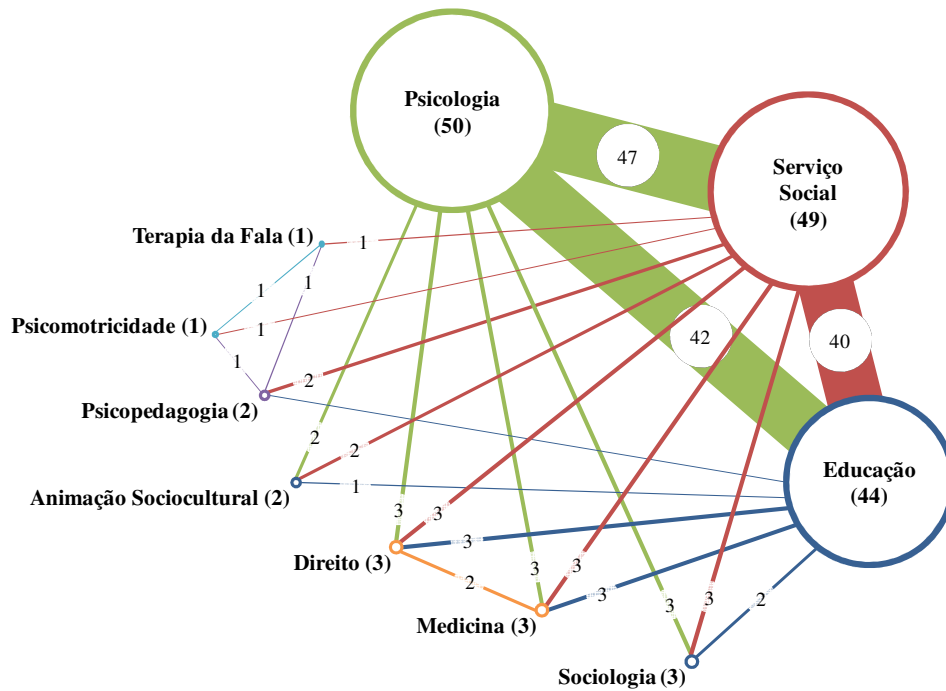 Psicologia
(50)
47
Serviço
Social
(49)
Terapia da Fala (1)
1
1
1
Psicomotricidade (1)
1
1
42
40
2
Psicopedagogia (2)
2
2
Educação
(44)
Animação Sociocultural (2)
1
3
3
3
Direito (3)
2
3
3
3
3
2
Medicina (3)
Sociologia (3)